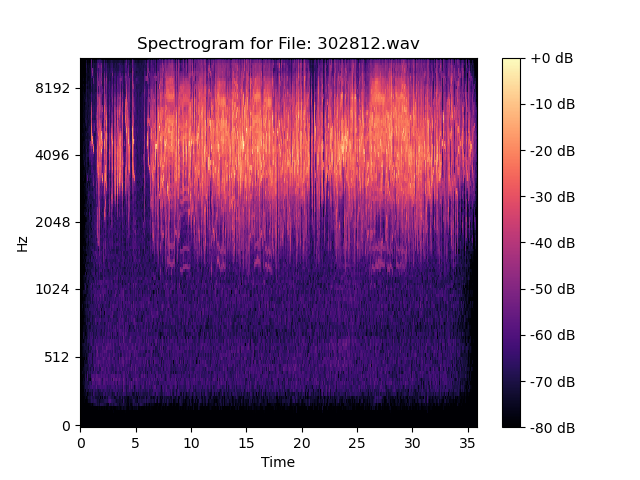 Spectrogram for File: 302812.wav
Hz
8192
4096
2048
1024
512
0
0 5 10 15 20 25 30 35
Time
+0 dB
-10 dB
-20 dB
-30 dB
-40 dB
-50 dB
-60 dB
-70 dB
-80 dB